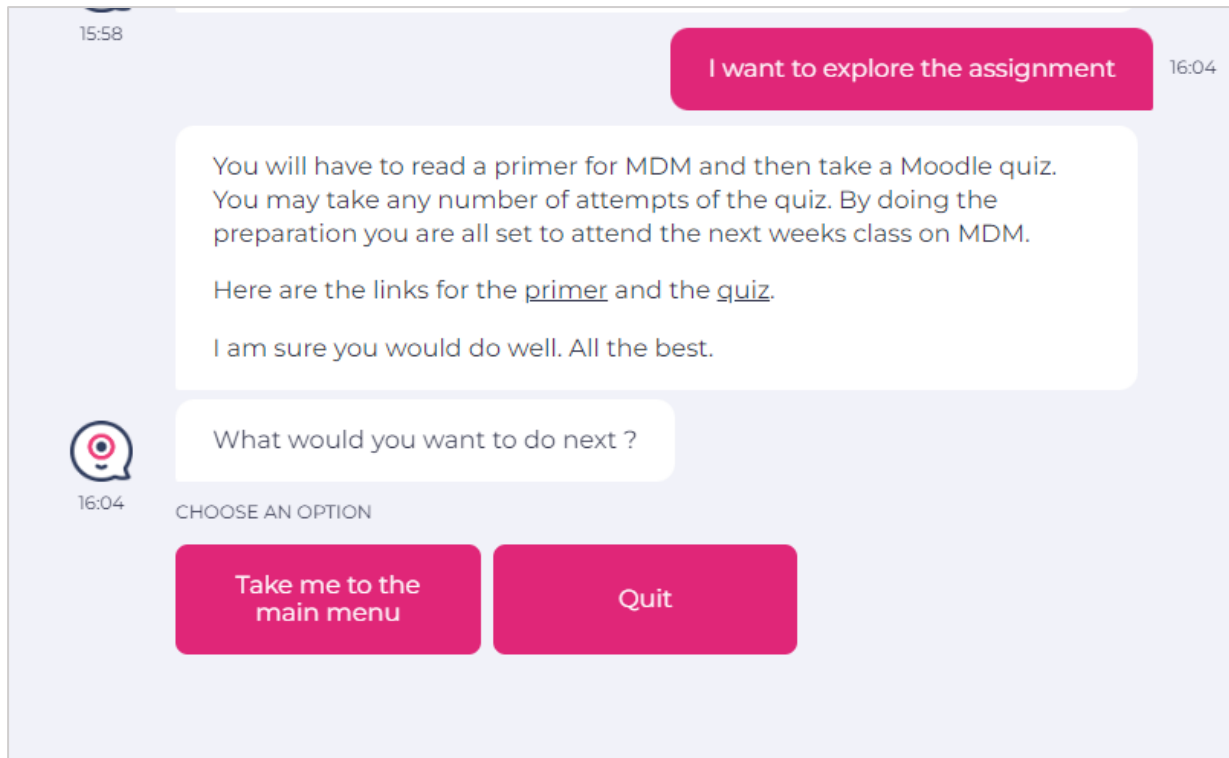 15:58
I want to explore the assignment
16:04
You will have to read a primer for MDM and then take a Moodle quiz.
You may take any number of attempts of the quiz. By doing the
preparation you are all set to attend the next weeks class on MDM.
Here are the links for the primer and the quiz.
I am sure you would do well. All the best.
What would you want to do next ?
16:04
CHOOSE AN OPTION
Take me to the
main menu
Quit